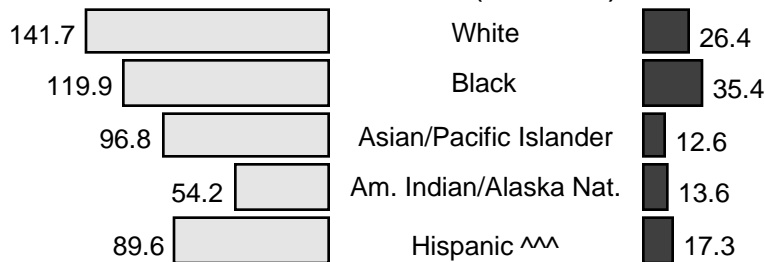 141.7 White 26.4
119.9 Black 35.4
96.8 Asian/Pacific Islander 12.6
54.2 Am. Indian/Alaska Nat. 13.6
89.6 Hispanic ^^^ 17.3